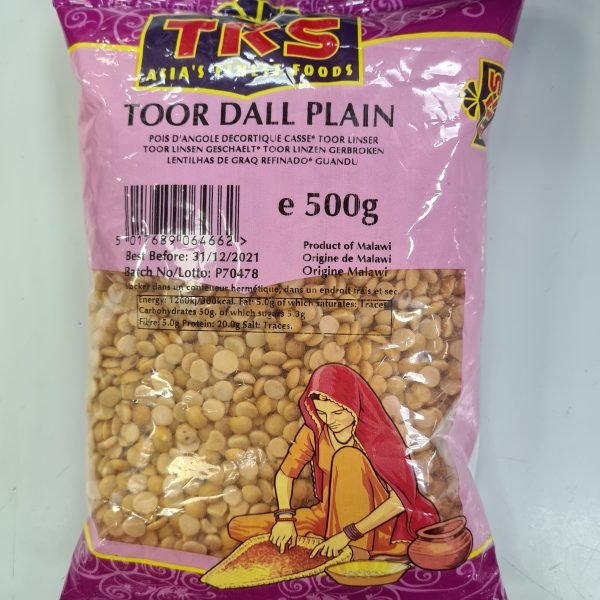 TKS
ASIA'S FINEST FOODS
TOOR DALL PLAIN
POIS D'ANGOLE DECORTIQUE CASSE* TOOR LINSER
TOOR LINSEN GESCHAELT* TOOR LINZEN GERBROKEN
LENTILHAS DE GRAQ REFINADO* GUANDU
e 500g
5 017689 064662 >
Best Before: 31/12/2021
Batch No/Lotto: P70478
Product of Malawi
Origine de Malawi
Origine Malawi
dans un endroit frais et sec
Energy: 1260kj/300kcal. Fat: 5.0g of which saturates: Traces.
Carbohydrates 50g. of which sugars 5.3g
Fibre: 5.0g Protein: 20.0g Salt: Traces.